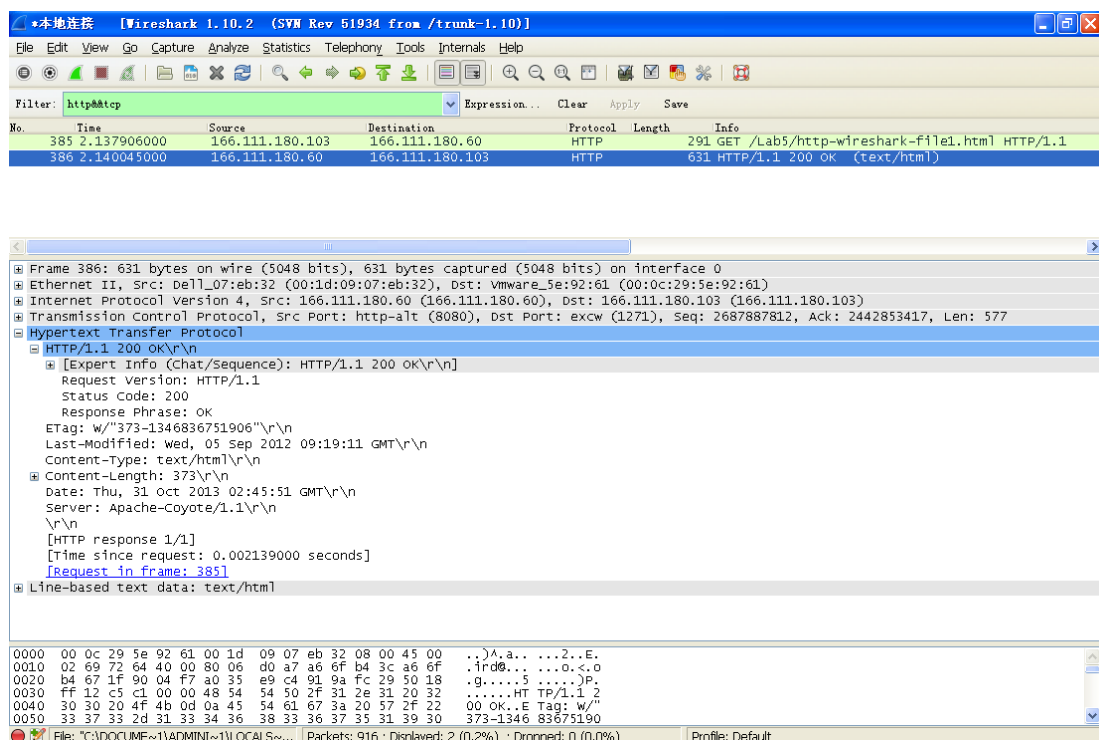 *本地连接 [Wireshark 1.10.2 (SVN Rev 51934 from /trunk-1.10)]
File Edit View Go Capture Analyze Statistics Telephony Tools Internals Help
Filter: http&&tcp Expression... Clear Apply Save
No. Time Source Destination Protocol Length Info
385 2.137906000 166.111.180.103 166.111.180.60 HTTP 291 GET /Lab5/http-wireshark-file1.html HTTP/1.1
386 2.140045000 166.111.180.60 166.111.180.103 HTTP 631 HTTP/1.1 200 OK (text/html)
Frame 386: 631 bytes on wire (5048 bits), 631 bytes captured (5048 bits) on interface 0
Ethernet II, Src: Dell_07:eb:32 (00:1d:09:07:eb:32), Dst: Vmware_5e:92:61 (00:0c:29:5e:92:61)
Internet Protocol Version 4, Src: 166.111.180.60 (166.111.180.60), Dst: 166.111.180.103 (166.111.180.103)
Transmission Control Protocol, Src Port: http-alt (8080), Dst Port: excw (1271), Seq: 2687887812, Ack: 2442853417, Len: 577
Hypertext Transfer Protocol
HTTP/1.1 200 OK\r\n
[Expert Info (Chat/Sequence): HTTP/1.1 200 OK\r\n]
Request Version: HTTP/1.1
Status Code: 200
Response Phrase: OK
ETag: W/"373-1346836751906"\r\n
Last-Modified: Wed, 05 Sep 2012 09:19:11 GMT\r\n
Content-Type: text/html\r\n
Content-Length: 373\r\n
Date: Thu, 31 Oct 2013 02:45:51 GMT\r\n
Server: Apache-Coyote/1.1\r\n
\r\n
[HTTP response 1/1]
[Time since request: 0.002139000 seconds]
[Request in frame: 385]
Line-based text data: text/html
0000 00 0c 29 5e 92 61 00 1d 09 07 eb 32 08 00 45 00 ..)^.a.. ...2..E.
0010 02 69 72 64 40 00 80 06 d0 a7 a6 6f b4 3c a6 6f .ird@... ...o.<.o
0020 b4 67 1f 90 04 f7 a0 35 e9 c4 91 9a fc 29 50 18 .g.....5 .....)P.
0030 ff 12 c5 c1 00 00 48 54 54 50 2f 31 2e 31 20 32 ......HT TP/1.1 2
0040 30 30 20 4f 4b 0d 0a 45 54 61 67 3a 20 57 2f 22 00 OK..E Tag: W/"
0050 33 37 33 2d 31 33 34 36 38 33 36 37 35 31 39 30 373-1346 83675190
File: "C:\DOCUME~1\ADMINI~1\LOCALS~... Packets: 916 · Displayed: 2 (0.2%) · Dropped: 0 (0.0%) Profile: Default